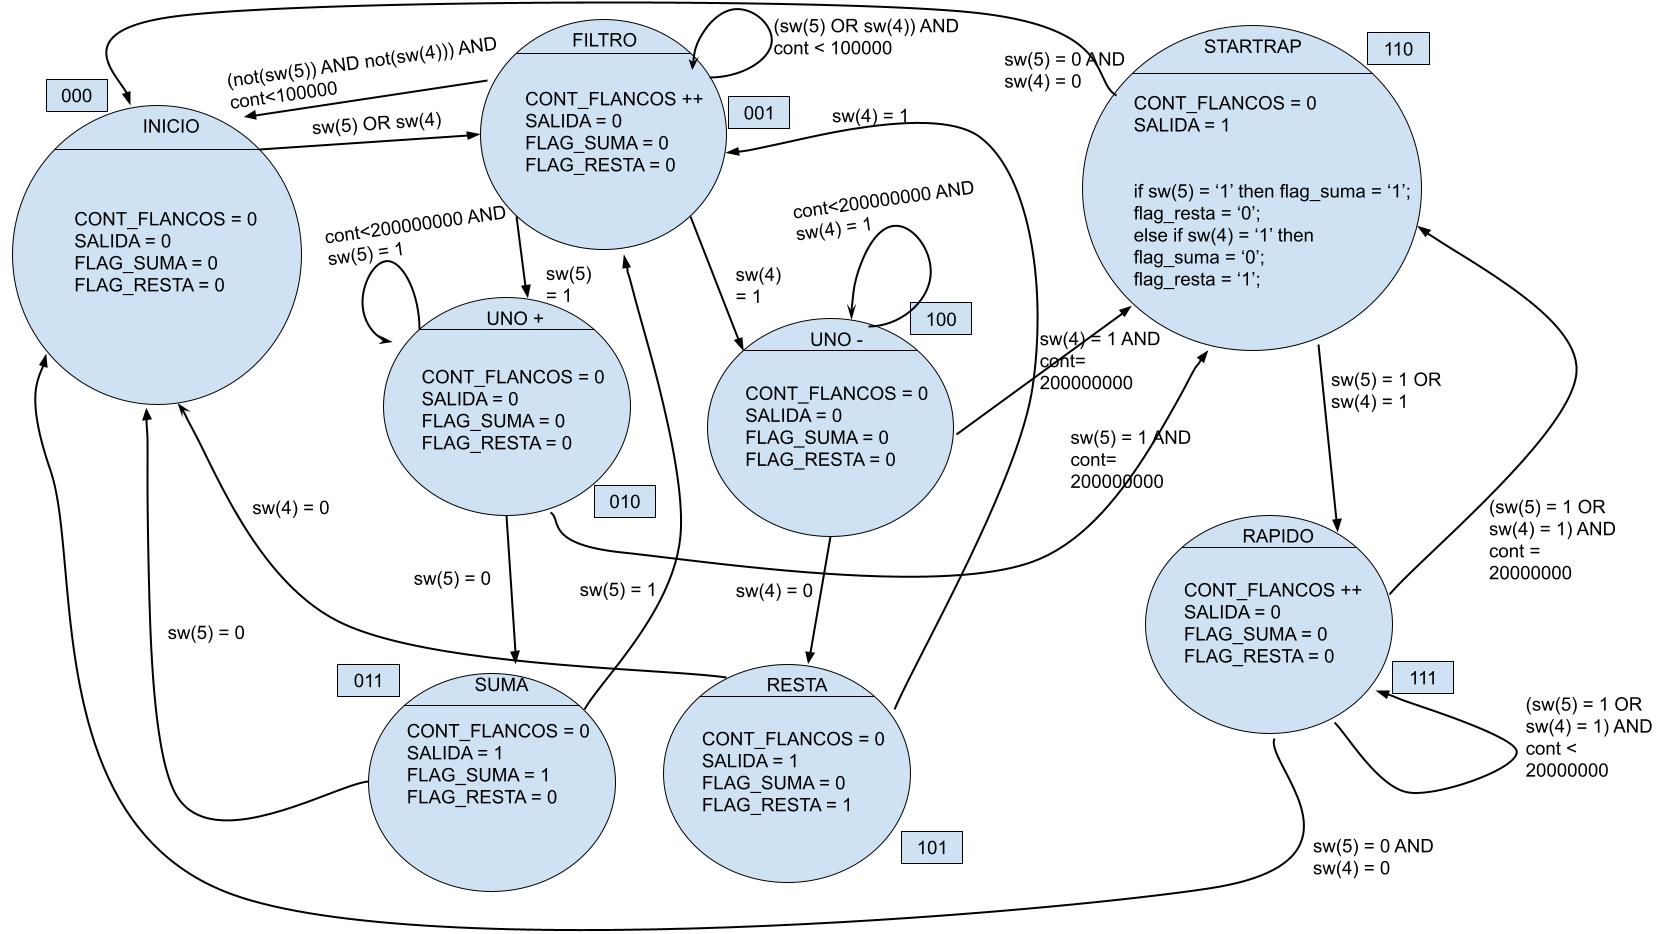 000
INICIO
CONT_FLANCOS = 0
SALIDA = 0
FLAG_SUMA = 0
FLAG_RESTA = 0
(not(sw(5)) AND not(sw(4))) AND
cont<100000
sw(5) OR sw(4)
FILTRO
CONT_FLANCOS ++
SALIDA = 0
FLAG_SUMA = 0
FLAG_RESTA = 0
001
(sw(5) OR sw(4)) AND
cont < 100000
sw(4) = 1
sw(5) = 0 AND
sw(4) = 0
STARTRAP
110
CONT_FLANCOS = 0
SALIDA = 1
if sw(5) = ‘1’ then flag_suma = ‘1’;
flag_resta = ‘0’;
else if sw(4) = ‘1’ then
flag_suma = ‘0’;
flag_resta = ‘1’;
cont<200000000 AND
sw(5) = 1
sw(5)
= 1
cont<200000000 AND
sw(4) = 1
sw(4)
= 1
UNO +
CONT_FLANCOS = 0
SALIDA = 0
FLAG_SUMA = 0
FLAG_RESTA = 0
010
UNO -
100
CONT_FLANCOS = 0
SALIDA = 0
FLAG_SUMA = 0
FLAG_RESTA = 0
sw(4) = 1 AND
cont=
200000000
sw(5) = 1 AND
cont=
200000000
sw(5) = 1 OR
sw(4) = 1
sw(4) = 0
sw(5) = 0
sw(5) = 1
sw(4) = 0
sw(5) = 0
RAPIDO
CONT_FLANCOS ++
SALIDA = 0
FLAG_SUMA = 0
FLAG_RESTA = 0
111
(sw(5) = 1 OR
sw(4) = 1) AND
cont =
20000000
(sw(5) = 1 OR
sw(4) = 1) AND
cont <
20000000
011
SUMA
CONT_FLANCOS = 0
SALIDA = 1
FLAG_SUMA = 1
FLAG_RESTA = 0
RESTA
CONT_FLANCOS = 0
SALIDA = 1
FLAG_SUMA = 0
FLAG_RESTA = 1
101
sw(5) = 0 AND
sw(4) = 0